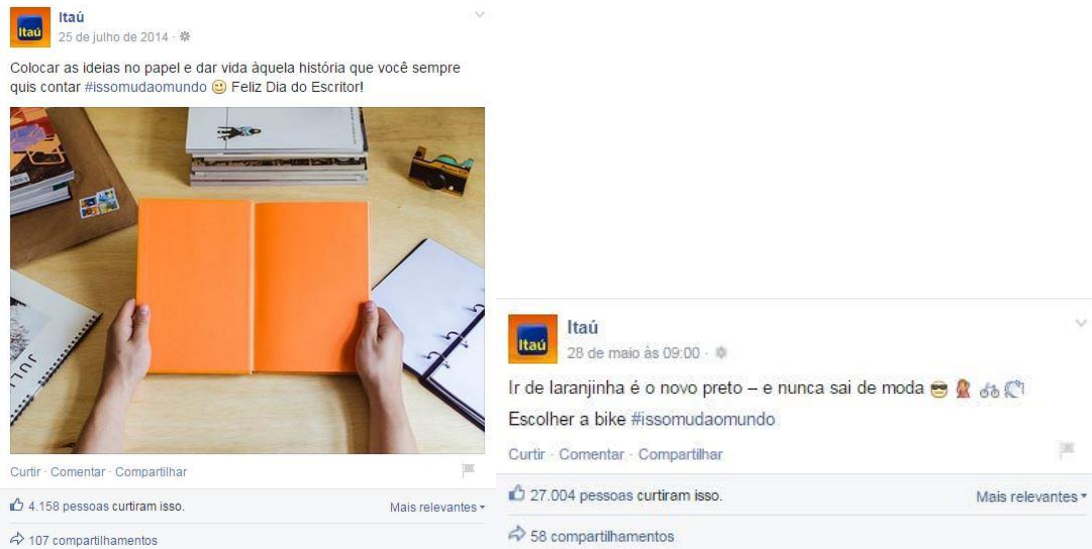 Itaú
Itaú
25 de julho de 2014
Colocar as ideias no papel e dar vida àquela história que você sempre
quis contar #issomudaomundo 😉 Feliz Dia do Escritor!
JUL
Curtir · Comentar · Compartilhar
4.158 pessoas curtiram isso.
Mais relevantes
107 compartilhamentos
Itaú
Itaú
28 de maio às 09:00
Ir de laranjinha é o novo preto – e nunca sai de moda
Escolher a bike #issomudaomundo
Curtir · Comentar · Compartilhar
27.004 pessoas curtiram isso.
Mais relevantes
58 compartilhamentos